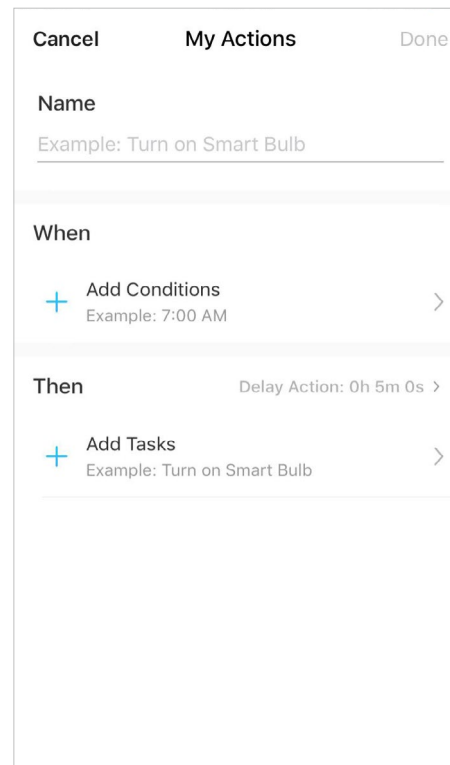 Cancel My Actions Done
Name
Example: Turn on Smart Bulb
When
Add Conditions
Example: 7:00 AM
Then Delay Action: 0h 5m 0s >
Add Tasks
Example: Turn on Smart Bulb